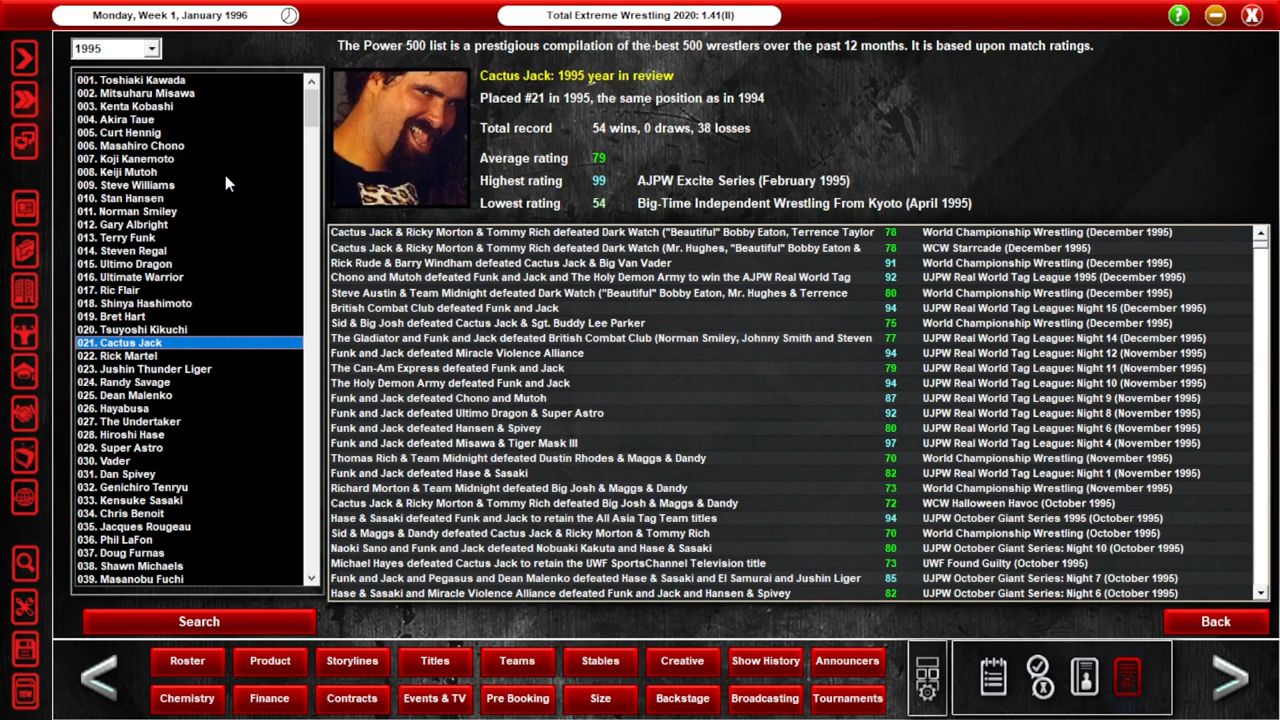 Monday, Week 1, January 1996
Total Extreme Wrestling 2020: 1.41(II)
1995
The Power 500 list is a prestigious compilation of the best 500 wrestlers over the past 12 months. It is based upon match ratings.
001. Toshiaki Kawada
002. Mitsuharu Misawa
003. Kenta Kobashi
004. Akira Taue
005. Curt Hennig
006. Masahiro Chono
007. Koji Kanemoto
008. Keiji Mutoh
009. Steve Williams
010. Stan Hansen
011. Norman Smiley
012. Gary Albright
013. Terry Funk
014. Steven Regal
015. Ultimo Dragon
016. Ultimate Warrior
017. Ric Flair
018. Shinya Hashimoto
019. Bret Hart
020. Tsuyoshi Kikuchi
021. Cactus Jack
022. Rick Martel
023. Jushin Thunder Liger
024. Randy Savage
025. Dean Malenko
026. Hayabusa
027. The Undertaker
028. Hiroshi Hase
029. Super Astro
030. Vader
031. Dan Spivey
032. Genichiro Tenryu
033. Kensuke Sasaki
034. Chris Benoit
035. Jacques Rougeau
036. Phil LaFon
037. Doug Furnas
038. Shawn Michaels
039. Masanobu Fuchi
Search
Cactus Jack: 1995 year in review
Placed #21 in 1995, the same position as in 1994
Total record 54 wins, 0 draws, 38 losses
Average rating 79
Highest rating 99 AJPW Excite Series (February 1995)
Lowest rating 54 Big-Time Independent Wrestling From Kyoto (April 1995)
Cactus Jack & Ricky Morton & Tommy Rich defeated Dark Watch ("Beautiful" Bobby Eaton, Terrence Taylor 78 World Championship Wrestling (December 1995)
Cactus Jack & Ricky Morton & Tommy Rich defeated Dark Watch (Mr. Hughes, "Beautiful" Bobby Eaton & 78 WCW Starrcade (December 1995)
Rick Rude & Barry Windham defeated Cactus Jack & Big Van Vader 91 World Championship Wrestling (December 1995)
Chono and Mutoh defeated Funk and Jack and The Holy Demon Army to win the AJPW Real World Tag 92 UJPW Real World Tag League 1995 (December 1995)
Steve Austin & Team Midnight defeated Dark Watch ("Beautiful" Bobby Eaton, Mr. Hughes & Terrence 80 World Championship Wrestling (December 1995)
British Combat Club defeated Funk and Jack 94 UJPW Real World Tag League: Night 15 (December 1995)
Sid & Big Josh defeated Cactus Jack & Sgt. Buddy Lee Parker 75 World Championship Wrestling (December 1995)
The Gladiator and Funk and Jack defeated British Combat Club (Norman Smiley, Johnny Smith and Steven 77 UJPW Real World Tag League: Night 14 (December 1995)
Funk and Jack defeated Miracle Violence Alliance 94 UJPW Real World Tag League: Night 12 (November 1995)
The Can-Am Express defeated Funk and Jack 79 UJPW Real World Tag League: Night 11 (November 1995)
The Holy Demon Army defeated Funk and Jack 94 UJPW Real World Tag League: Night 10 (November 1995)
Funk and Jack defeated Chono and Mutoh 87 UJPW Real World Tag League: Night 9 (November 1995)
Funk and Jack defeated Ultimo Dragon & Super Astro 92 UJPW Real World Tag League: Night 8 (November 1995)
Funk and Jack defeated Hansen & Spivey 80 UJPW Real World Tag League: Night 6 (November 1995)
Funk and Jack defeated Misawa & Tiger Mask III 97 UJPW Real World Tag League: Night 4 (November 1995)
Thomas Rich & Team Midnight defeated Dustin Rhodes & Maggs & Dandy 70 World Championship Wrestling (November 1995)
Funk and Jack defeated Hase & Sasaki 82 UJPW Real World Tag League: Night 1 (November 1995)
Richard Morton & Team Midnight defeated Big Josh & Maggs & Dandy 73 World Championship Wrestling (November 1995)
Cactus Jack & Ricky Morton & Tommy Rich defeated Big Josh & Maggs & Dandy 72 WCW Halloween Havoc (October 1995)
Hase & Sasaki defeated Funk and Jack to retain the All Asia Tag Team titles 94 UJPW October Giant Series 1995 (October 1995)
Sid & Maggs & Dandy defeated Cactus Jack & Ricky Morton & Tommy Rich 70 World Championship Wrestling (October 1995)
Naoki Sano and Funk and Jack defeated Nobuaki Kakuta and Hase & Sasaki 80 UJPW October Giant Series: Night 10 (October 1995)
Michael Hayes defeated Cactus Jack to retain the UWF SportsChannel Television title 73 UWF Found Guilty (October 1995)
Funk and Jack and Pegasus and Dean Malenko defeated Hase & Sasaki and El Samurai and Jushin Liger 85 UJPW October Giant Series: Night 7 (October 1995)
Hase & Sasaki and Miracle Violence Alliance defeated Funk and Jack and Hansen & Spivey 82 UJPW October Giant Series: Night 6 (October 1995)
Back
Roster Product Storylines Titles Teams Stables Creative Show History Announcers
Chemistry Finance Contracts Events & TV Pre Booking Size Backstage Broadcasting Tournaments
TEW